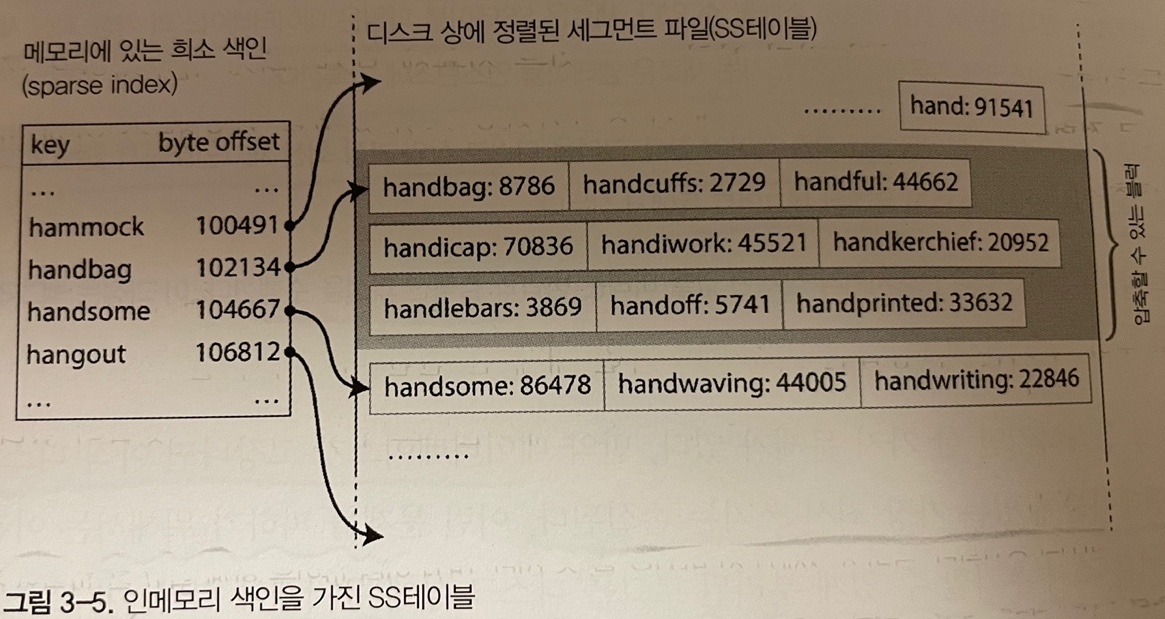 메모리에 있는 희소 색인
(sparse index)
디스크 상에 정렬된 세그먼트 파일(SS테이블)
key byte offset
... ...
hammock 100491
handbag 102134
handsome 104667
hangout 106812
... ...
......... hand: 91541
handbag: 8786 handcuffs: 2729 handful: 44662
handicap: 70836 handiwork: 45521 handkerchief: 20952
handlebars: 3869 handoff: 5741 handprinted: 33632
handsome: 86478 handwaving: 44005 handwriting: 22846
.........
압축할 수 있는 블럭
그림 3-5. 인메모리 색인을 가진 SS테이블